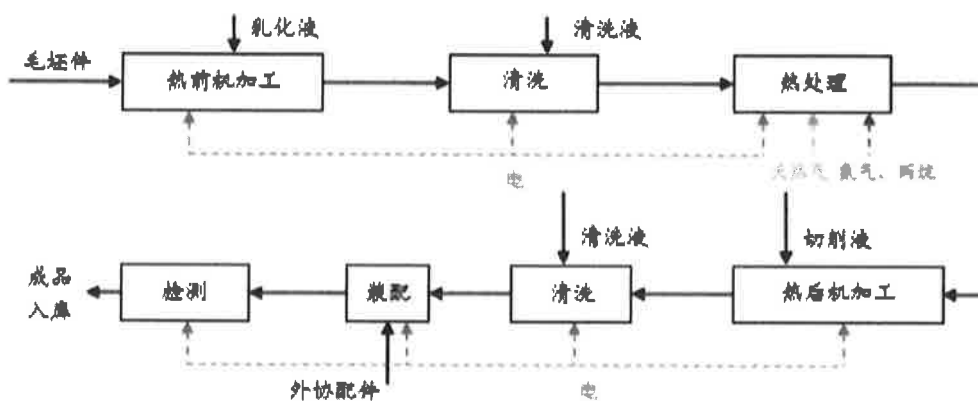 乳化液
清洗液
毛坯件
热前机加工
清洗
热处理
电
天然气
氨气、丙烷
清洗液
切削液
成品
入库
检测
装配
清洗
热后机加工
外协配件
电